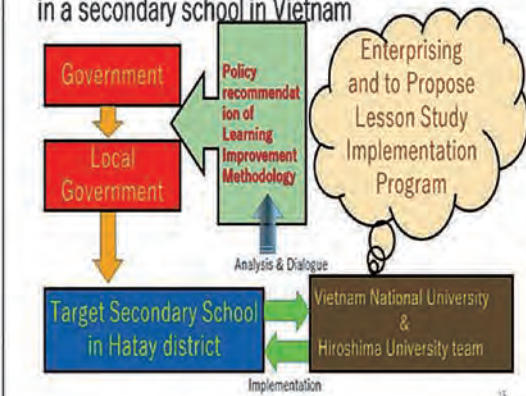 in a secondary school in Vietnam
Government
Local
Government
Policy
recommendat
ion of
Learning
Improvement
Methodology
Enterprising
and to Propose
Lesson Study
Implementation
Program
Analysis & Dialogue
Target Secondary School
in Hatay district
Vietnam National University
&
Hiroshima University team
Implementation